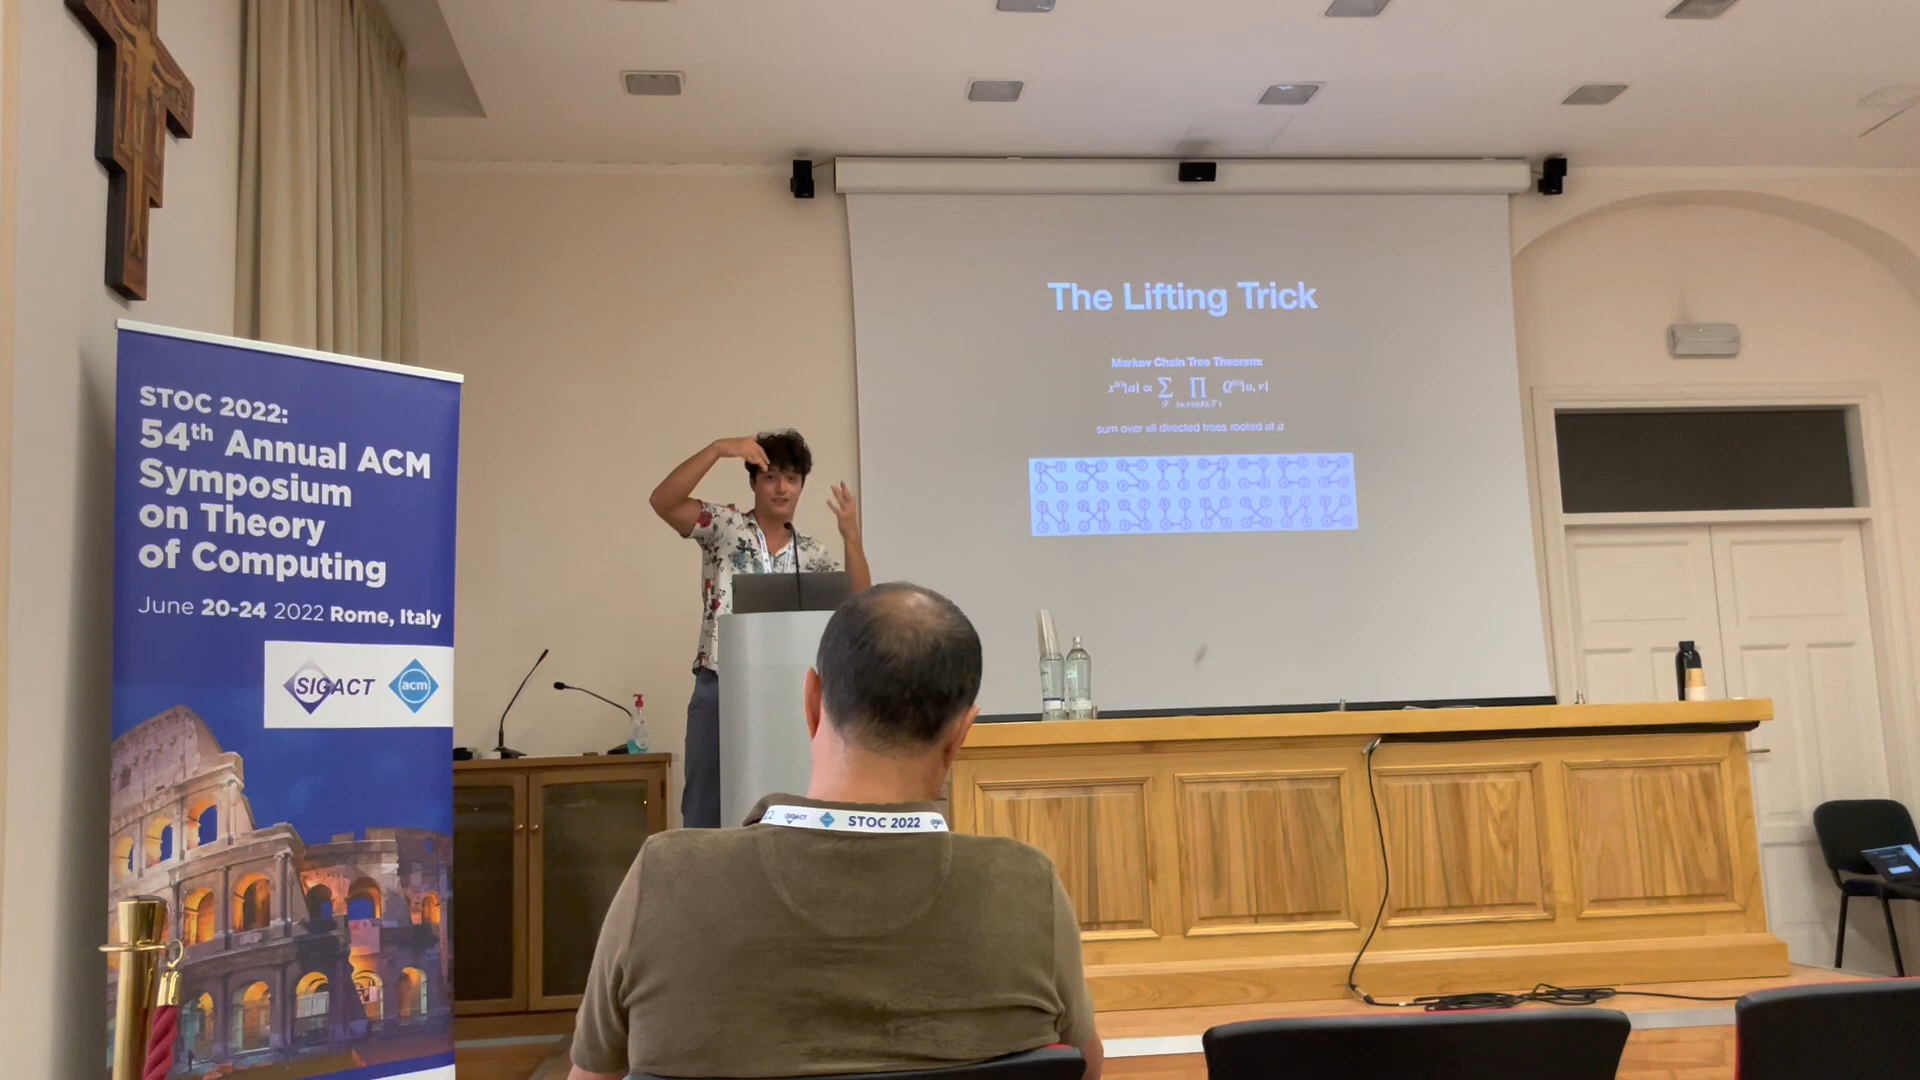 STOC 2022:
54th Annual ACM
Symposium
on Theory
of Computing
June 20-24 2022 Rome, Italy
SIGACT
acm
The Lifting Trick
Markov Chain Tree Theorem:
sum over all directed trees rooted at a
SIGACT
STOC 2022